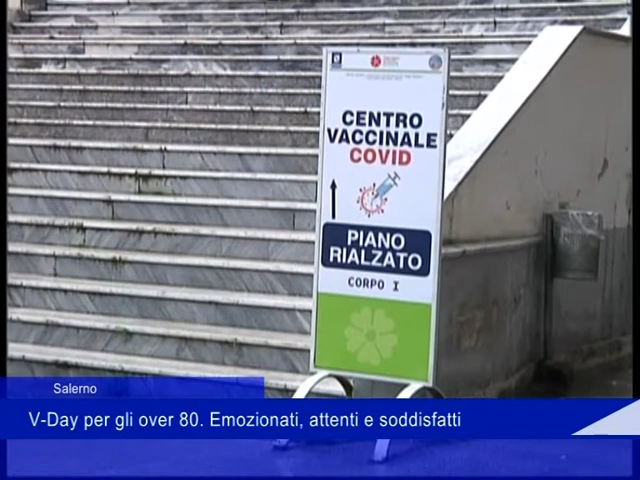 CENTRO
VACCINALE
COVID
PIANO
RIALZATO
CORPO I
Salerno
V-Day per gli over 80. Emozionati, attenti e soddisfatti